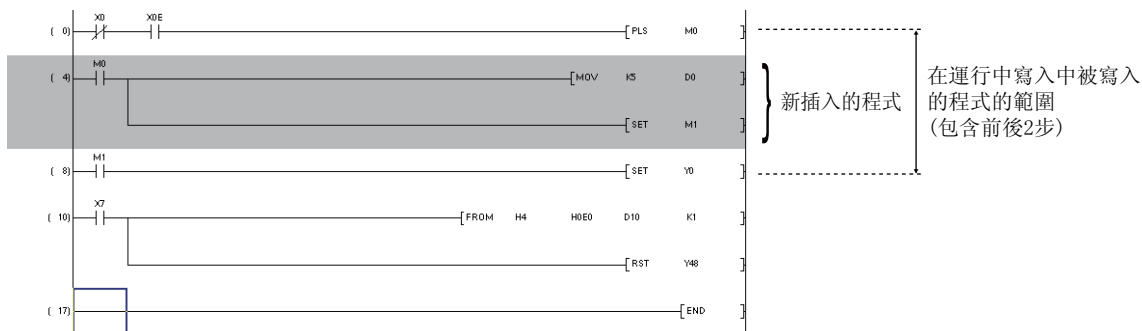 X0 X0E
( 0) [PLS M0 ]
M0
( 4) [MOV K5 D0 ]
[SET M1 ]
M1
( 8) [SET Y0 ]
X7
( 10) [FROM H4 H0E0 D10 K1 ]
[RST Y48 ]
( 17) [END ]
新插入的程式
在運行中寫入中被寫入
的程式的範圍
(包含前後2步)